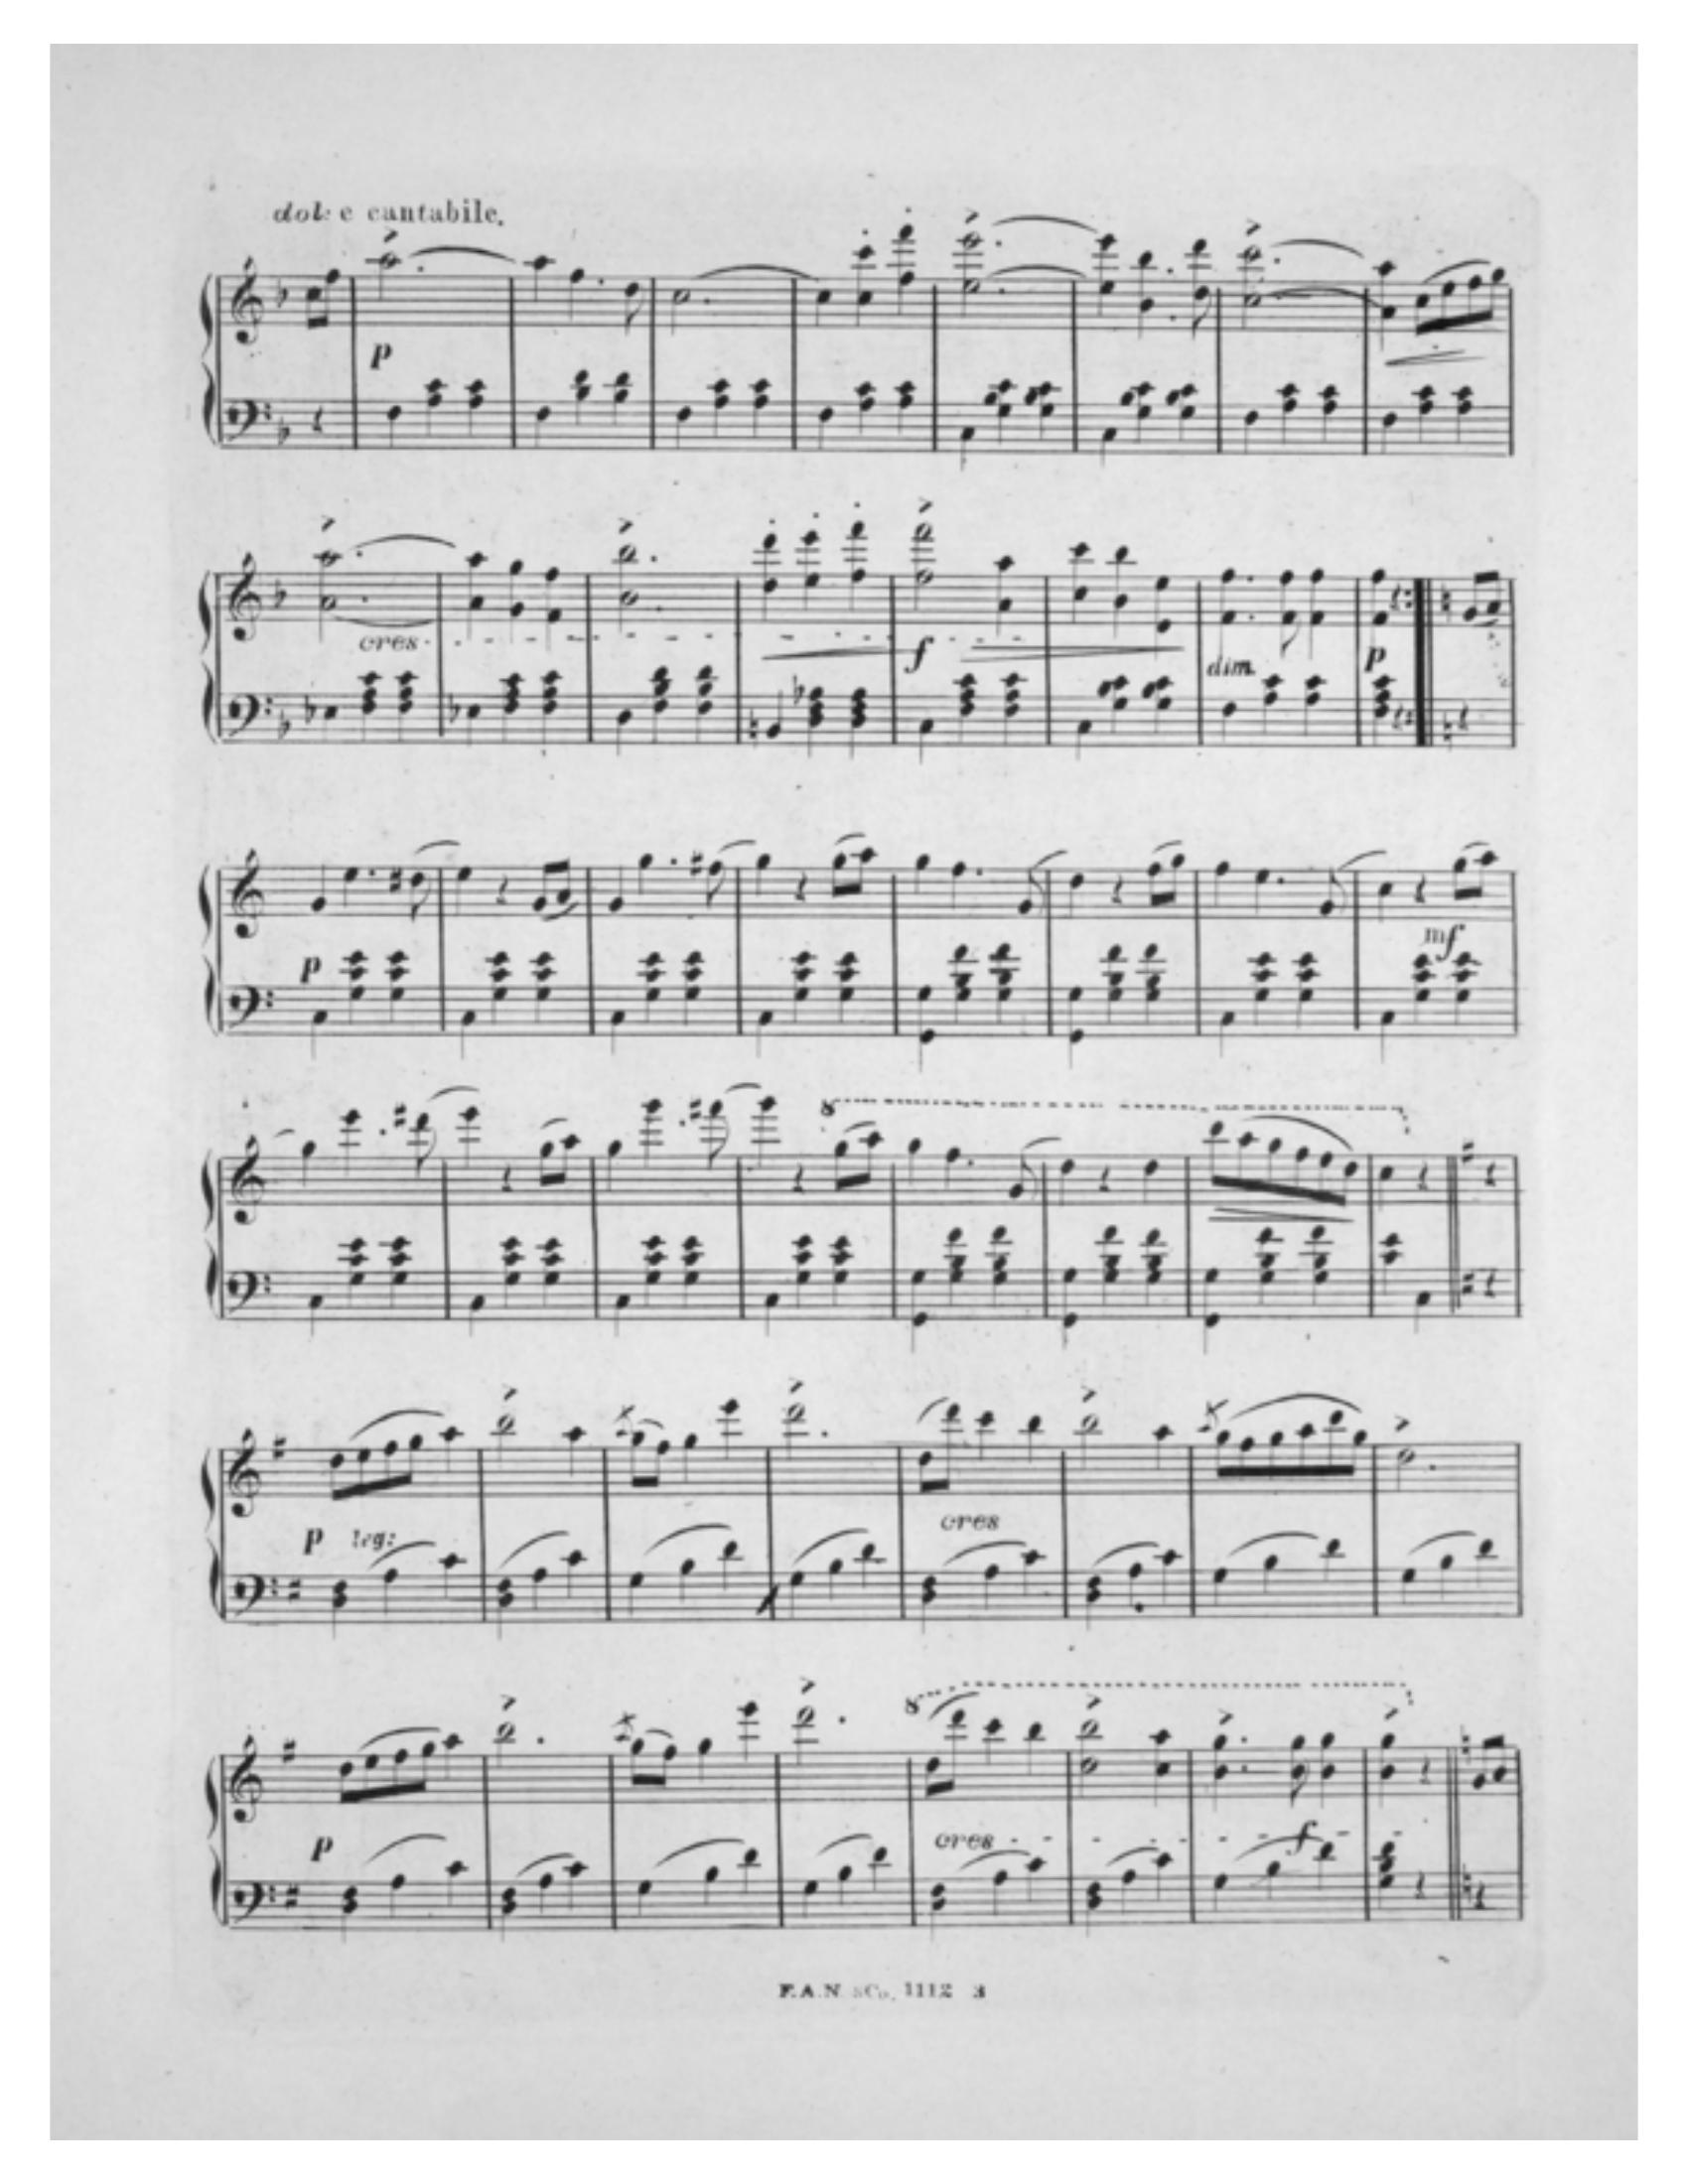 dol: e cantabile.
p
cres
f
dim.
p
p
mf
8
p leg:
cres
8
p
cres
f
F.A.N. &Co. 1112 3